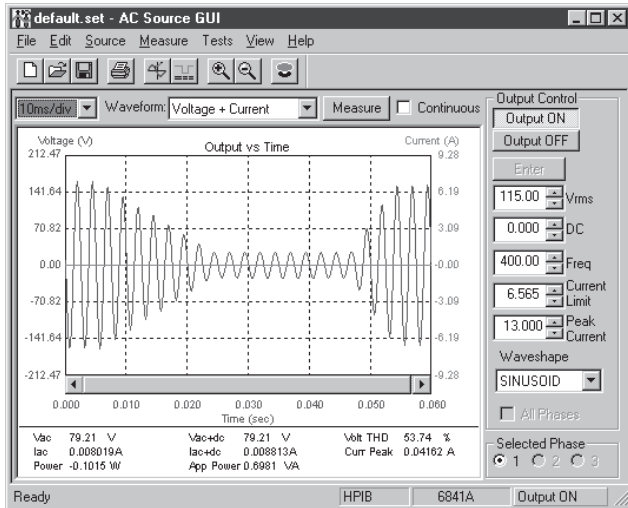 default.set - AC Source GUI
File Edit Source Measure Tests View Help
10ms/div Waveform: Voltage + Current Measure Continuous
Output Control
Output ON
Output OFF
Enter
115.00 Vrms
0.000 DC
400.00 Freq
6.565 Current Limit
13.000 Peak Current
Waveshape
SINUSOID
All Phases
Selected Phase
1 2 3
Voltage (V) Output vs Time Current (A)
212.47 9.28
141.64 6.19
70.82 3.09
0.00 -0.00
-70.82 -3.09
-141.64 -6.19
-212.47 -9.28
0.000 0.010 0.020 0.030 0.040 0.050 0.060
Time (sec)
Vac 79.21 V Vac+dc 79.21 V Volt THD 53.74 %
Iac 0.008019A Iac+dc 0.008813A Curr Peak 0.04162 A
Power -0.1015 W App Power 0.6981 VA
Ready HPIB 6841A Output ON